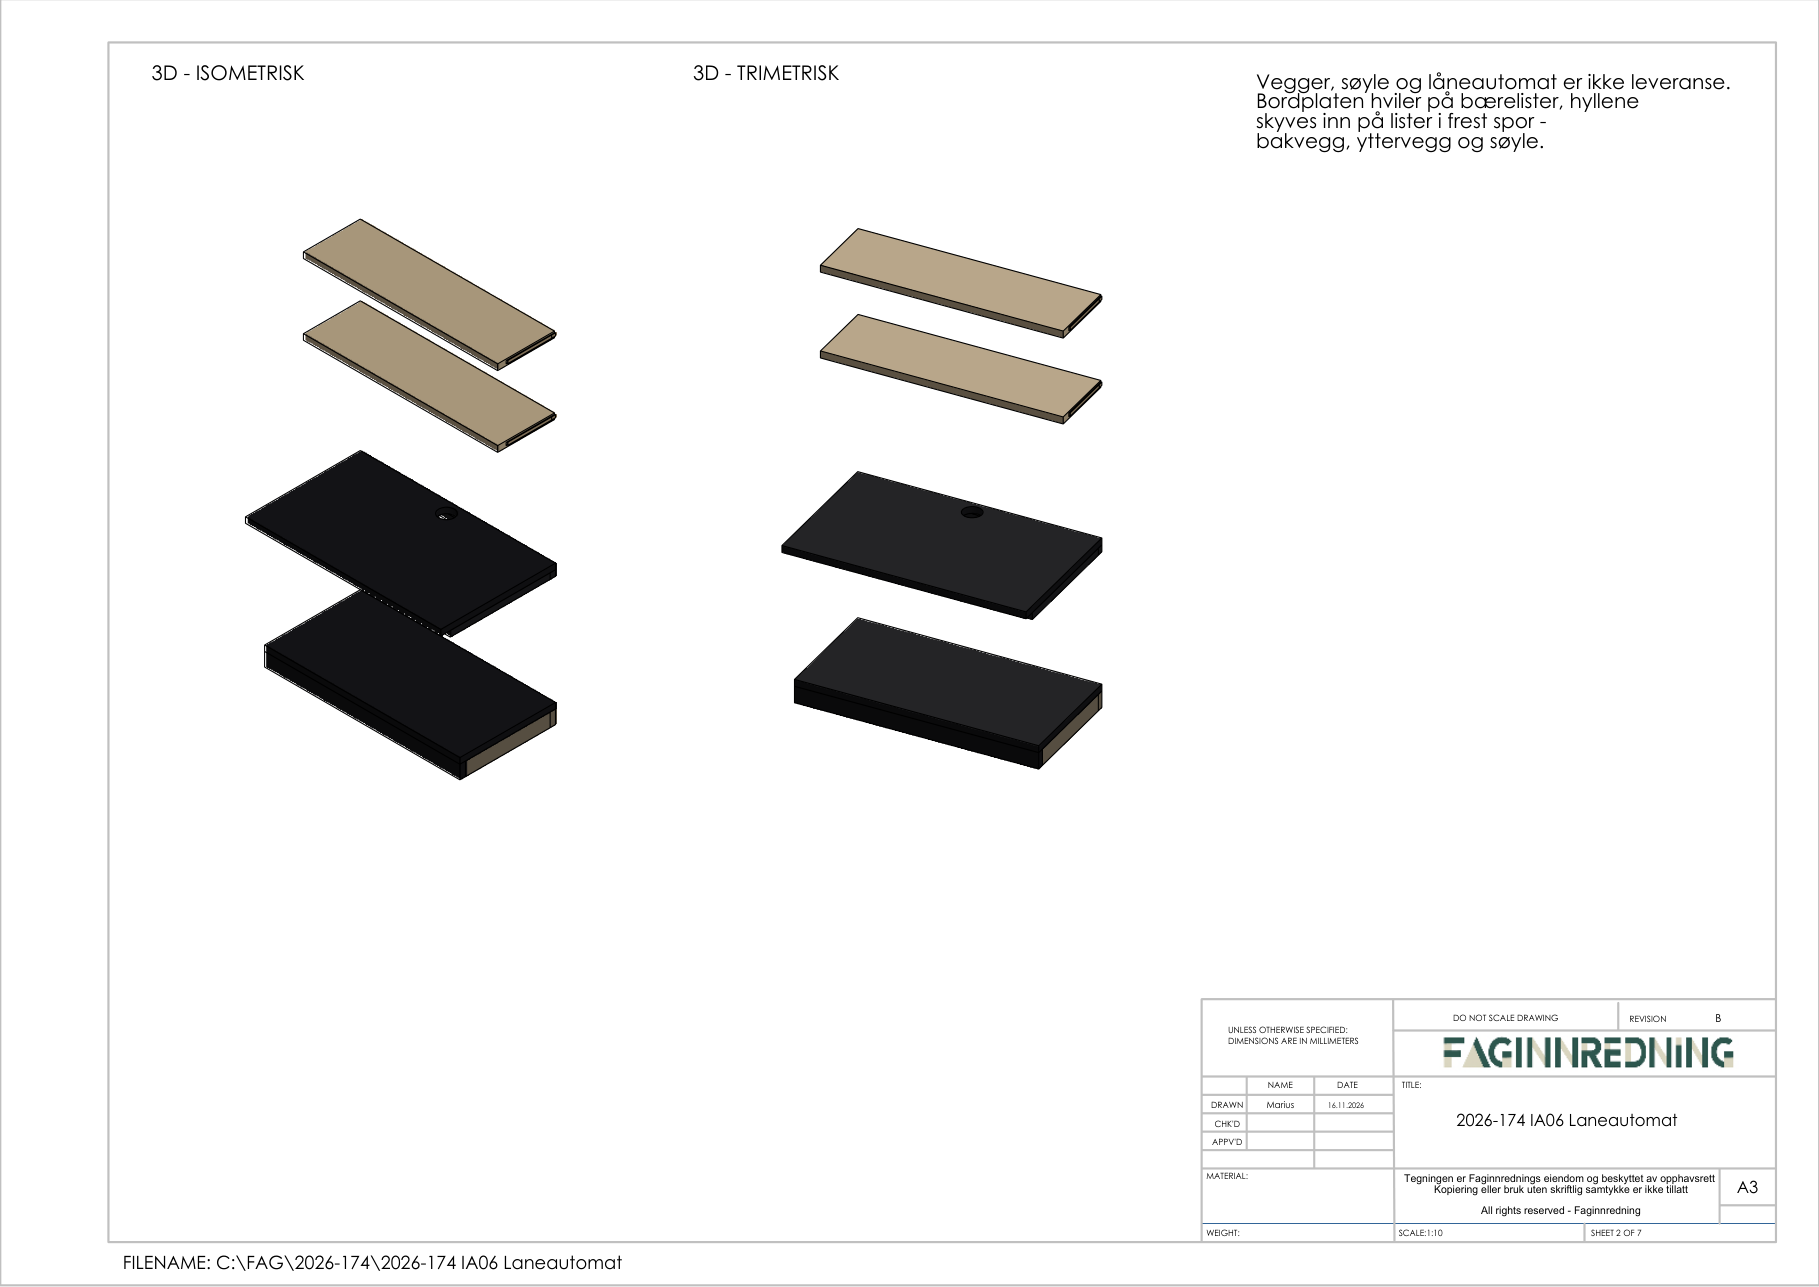 3D - ISOMETRISK
3D - TRIMETRISK
Vegger, søyle og låneautomat er ikke leveranse.
Bordplaten hviler på bærelister, hyllene
skyves inn på lister i frest spor -
bakvegg, yttervegg og søyle.
UNLESS OTHERWISE SPECIFIED:
DIMENSIONS ARE IN MILLIMETERS
DO NOT SCALE DRAWING
REVISION B
FAGINNREDNING
NAME DATE
DRAWN Marius 16.11.2026
CHK'D
APPV'D
TITLE:
2026-174 IA06 Laneautomat
MATERIAL:
Tegningen er Faginnrednings eiendom og beskyttet av opphavsrett
Kopiering eller bruk uten skriftlig samtykke er ikke tillatt
All rights reserved - Faginnredning
A3
WEIGHT:
SCALE:1:10
SHEET 2 OF 7
FILENAME: C:\FAG\2026-174\2026-174 IA06 Laneautomat